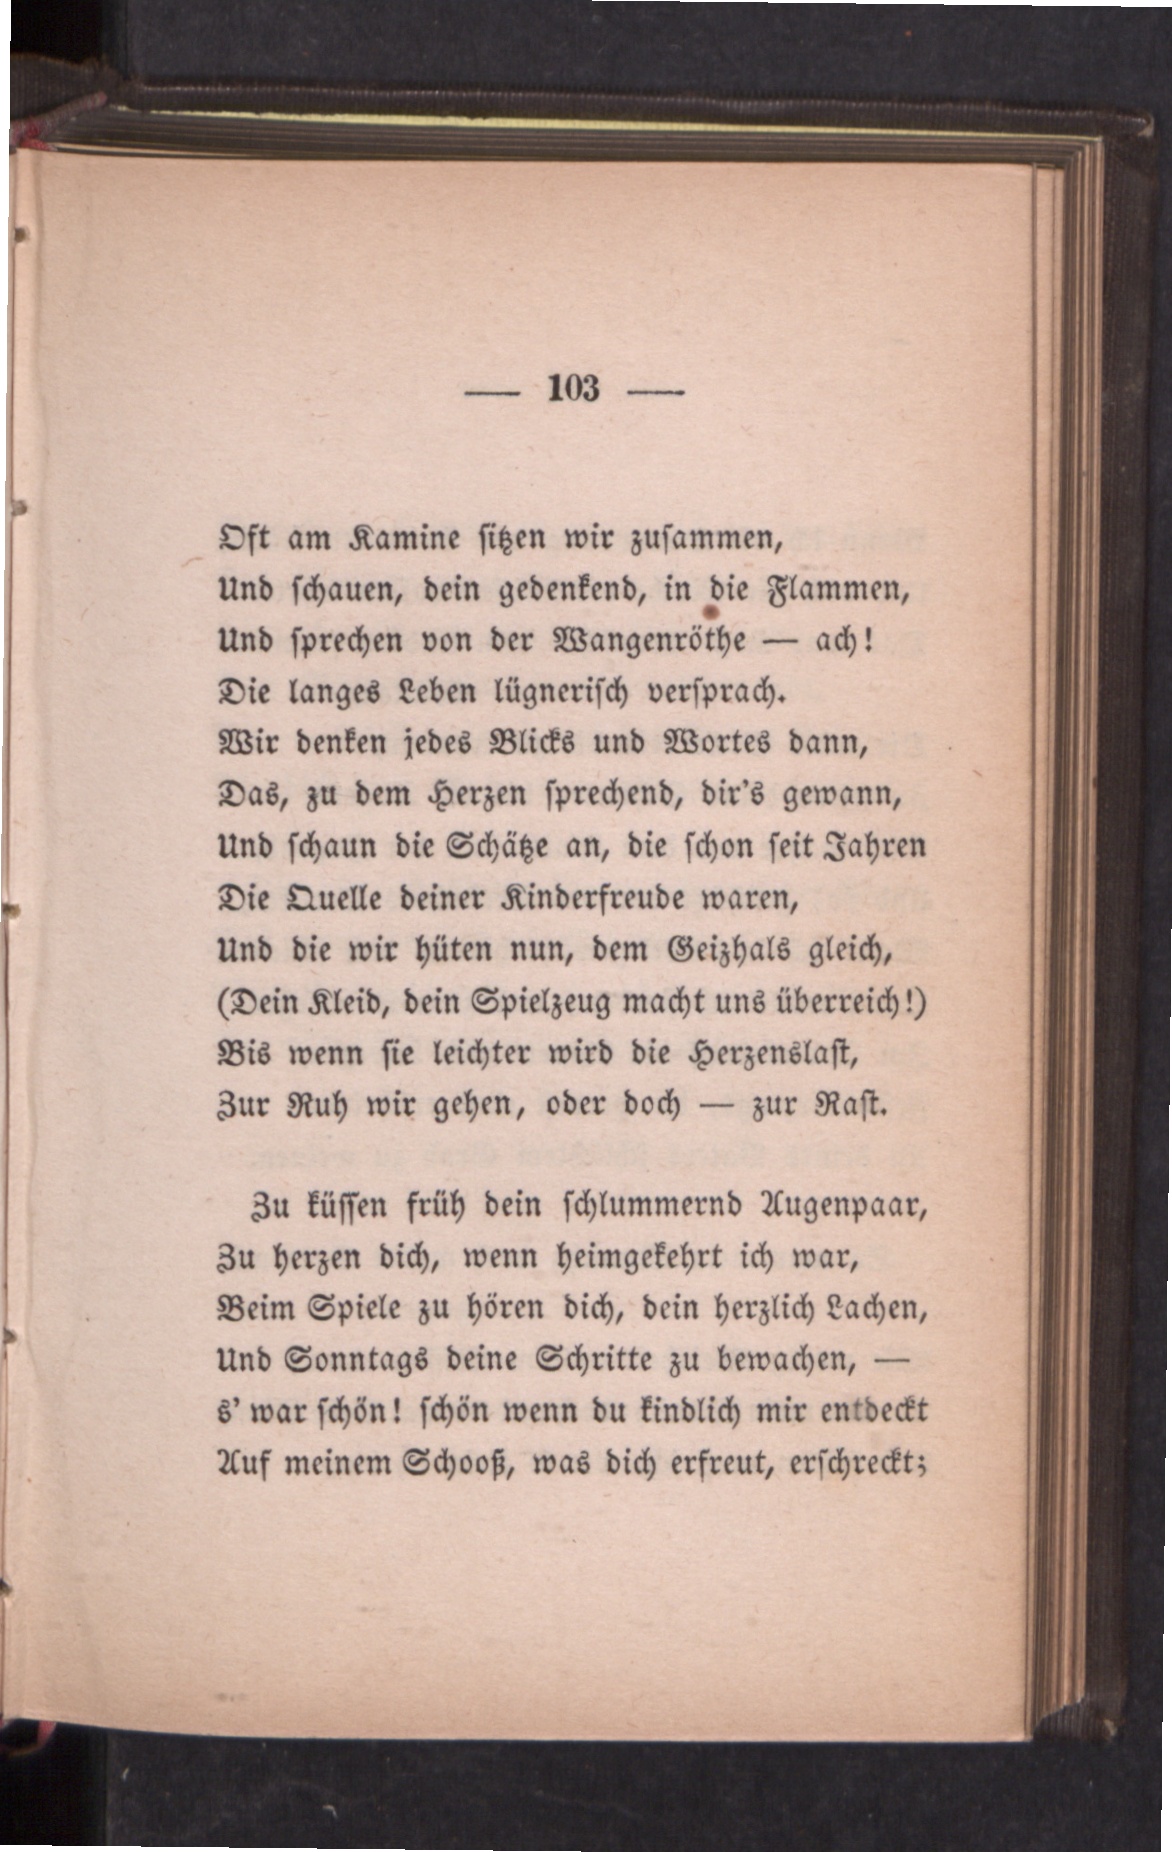 — 103 —
Oft am Kamine sitzen wir zusammen,
Und schauen, dein gedenkend, in die Flammen,
Und sprechen von der Wangenröthe — ach!
Die langes Leben lügnerisch versprach.
Wir denken jedes Blicks und Wortes dann,
Das, zu dem Herzen sprechend, dir's gewann,
Und schaun die Schätze an, die schon seit Jahren
Die Quelle deiner Kinderfreude waren,
Und die wir hüten nun, dem Geizhals gleich,
(Dein Kleid, dein Spielzeug macht uns überreich!)
Bis wenn sie leichter wird die Herzenslast,
Zur Ruh wir gehen, oder doch — zur Rast.
Zu küssen früh dein schlummernd Augenpaar,
Zu herzen dich, wenn heimgekehrt ich war,
Beim Spiele zu hören dich, dein herzlich Lachen,
Und Sonntags deine Schritte zu bewachen, —
s' war schön! schön wenn du kindlich mir entdeckt
Auf meinem Schooß, was dich erfreut, erschreckt;